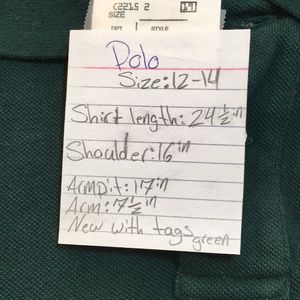 C2215 2 19
SIZE
DPT STYLE
Polo
Size:12-14
Shirt length: 24 1/2 in
Shoulder:16 in
Armpit: 17 in
Arm: 7 1/2 in
New with tags
green